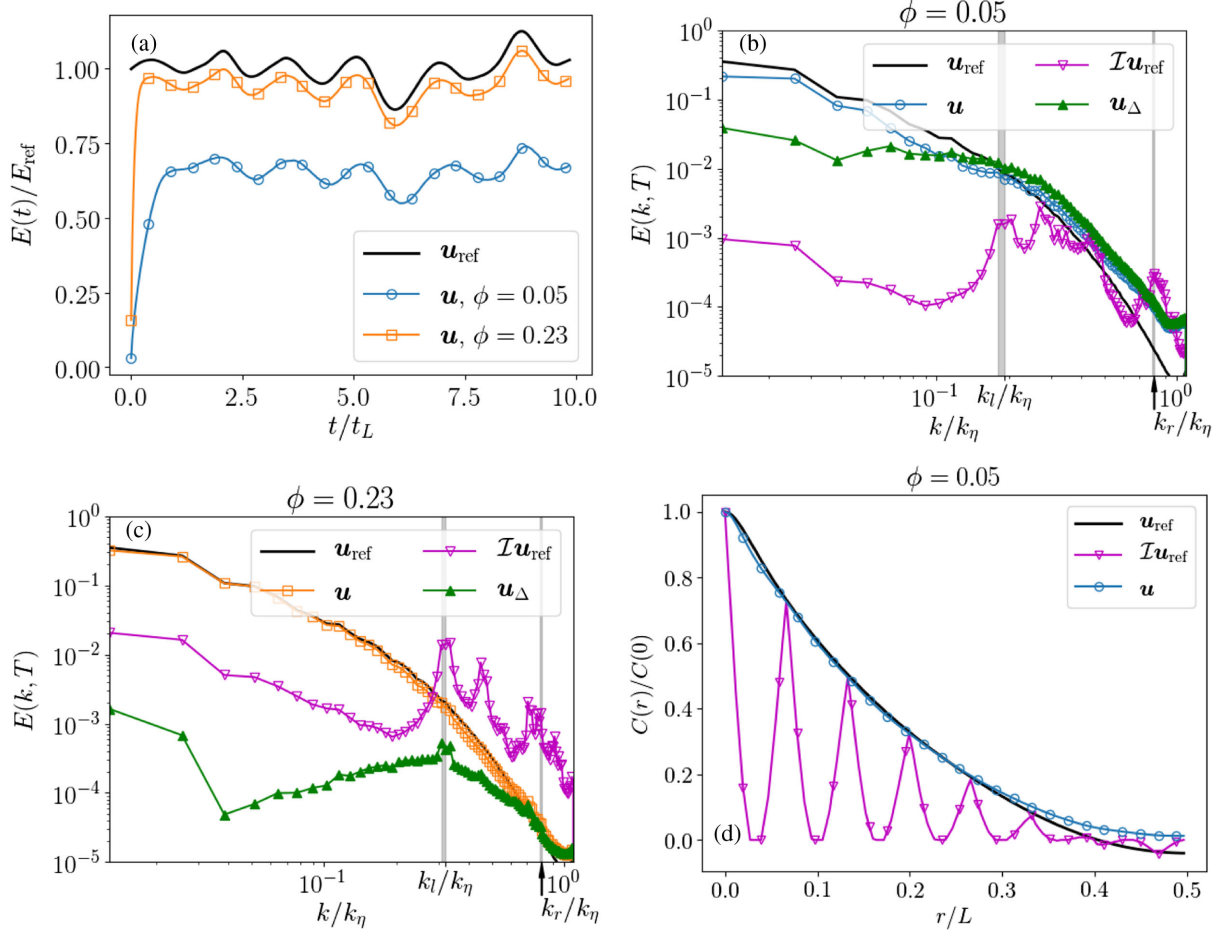 (a)
1.00
0.75
0.50
0.25
0.00
E(t)/E_ref
u_ref
u, ϕ = 0.05
u, ϕ = 0.23
0.0 2.5 5.0 7.5 10.0
t/t_L
ϕ = 0.05
(b)
10^0
10^−1
10^−2
10^−3
10^−4
10^−5
E(k, T)
u_ref ℐu_ref
u u_Δ
10^−1 k_l/k_η 10^0
k/k_η k_r/k_η
ϕ = 0.23
(c)
10^0
10^−1
10^−2
10^−3
10^−4
10^−5
E(k, T)
u_ref ℐu_ref
u u_Δ
10^−1 k_l/k_η 10^0
k/k_η k_r/k_η
ϕ = 0.05
1.0
0.8
0.6
0.4
0.2
0.0
C(r)/C(0)
u_ref
ℐu_ref
u
(d)
0.0 0.1 0.2 0.3 0.4 0.5
r/L